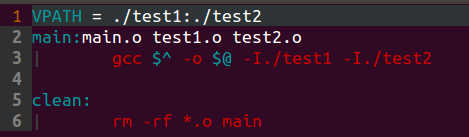 1 VPATH = ./test1:./test2
2 main:main.o test1.o test2.o
3 |       gcc $^ -o $@ -I./test1 -I./test2
4
5 clean:
6 |       rm -rf *.o main